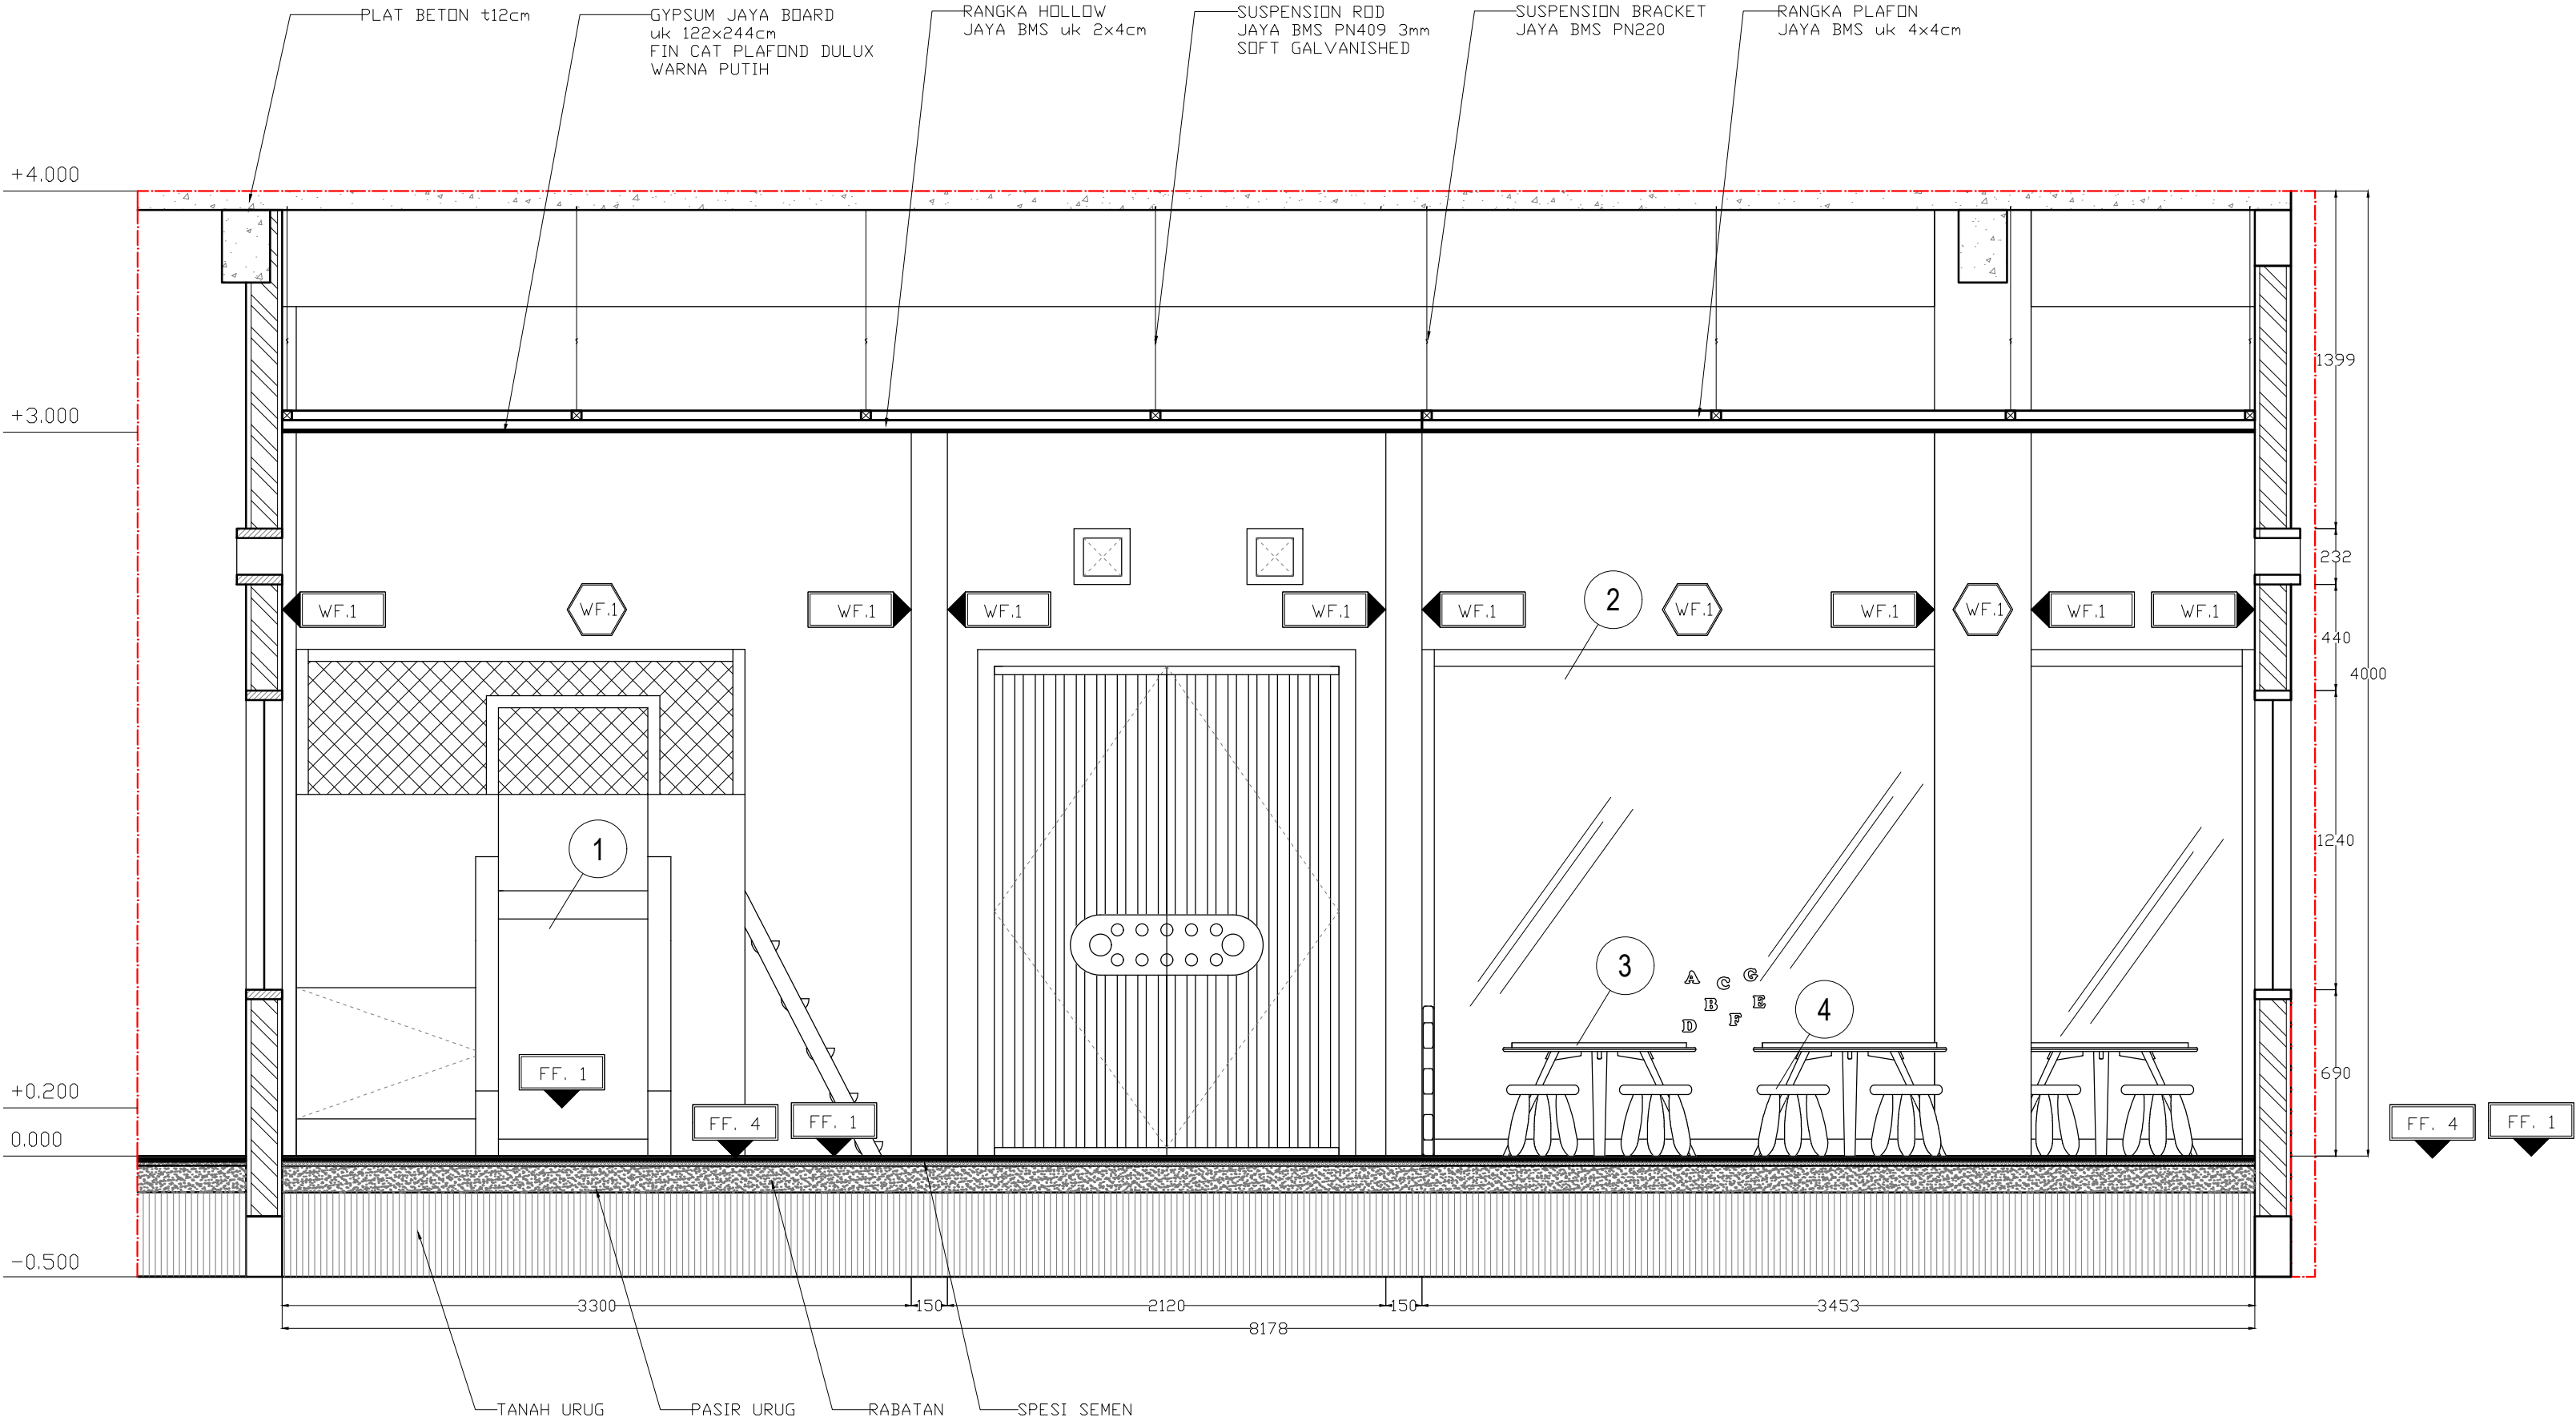 PLAT BETON t12cm
GYPSUM JAYA BOARD
uk 122x244cm
FIN CAT PLAFOND DULUX
WARNA PUTIH
RANGKA HOLLOW
JAYA BMS uk 2x4cm
SUSPENSION ROD
JAYA BMS PN409 3mm
SOFT GALVANISHED
SUSPENSION BRACKET
JAYA BMS PN220
RANGKA PLAFON
JAYA BMS uk 4x4cm
+4.000
+3.000
+0.200
0.000
-0.500
WF.1
WF.1
WF.1
WF.1
WF.1
WF.1
WF.1
WF.1
WF.1
WF.1
WF.1
1
2
3
4
A C G
B E
D F
FF. 1
FF. 4
FF. 1
FF. 4
FF. 1
1399
232
440
1240
690
4000
3300
150
2120
150
3453
8178
TANAH URUG
PASIR URUG
RABATAN
SPESI SEMEN